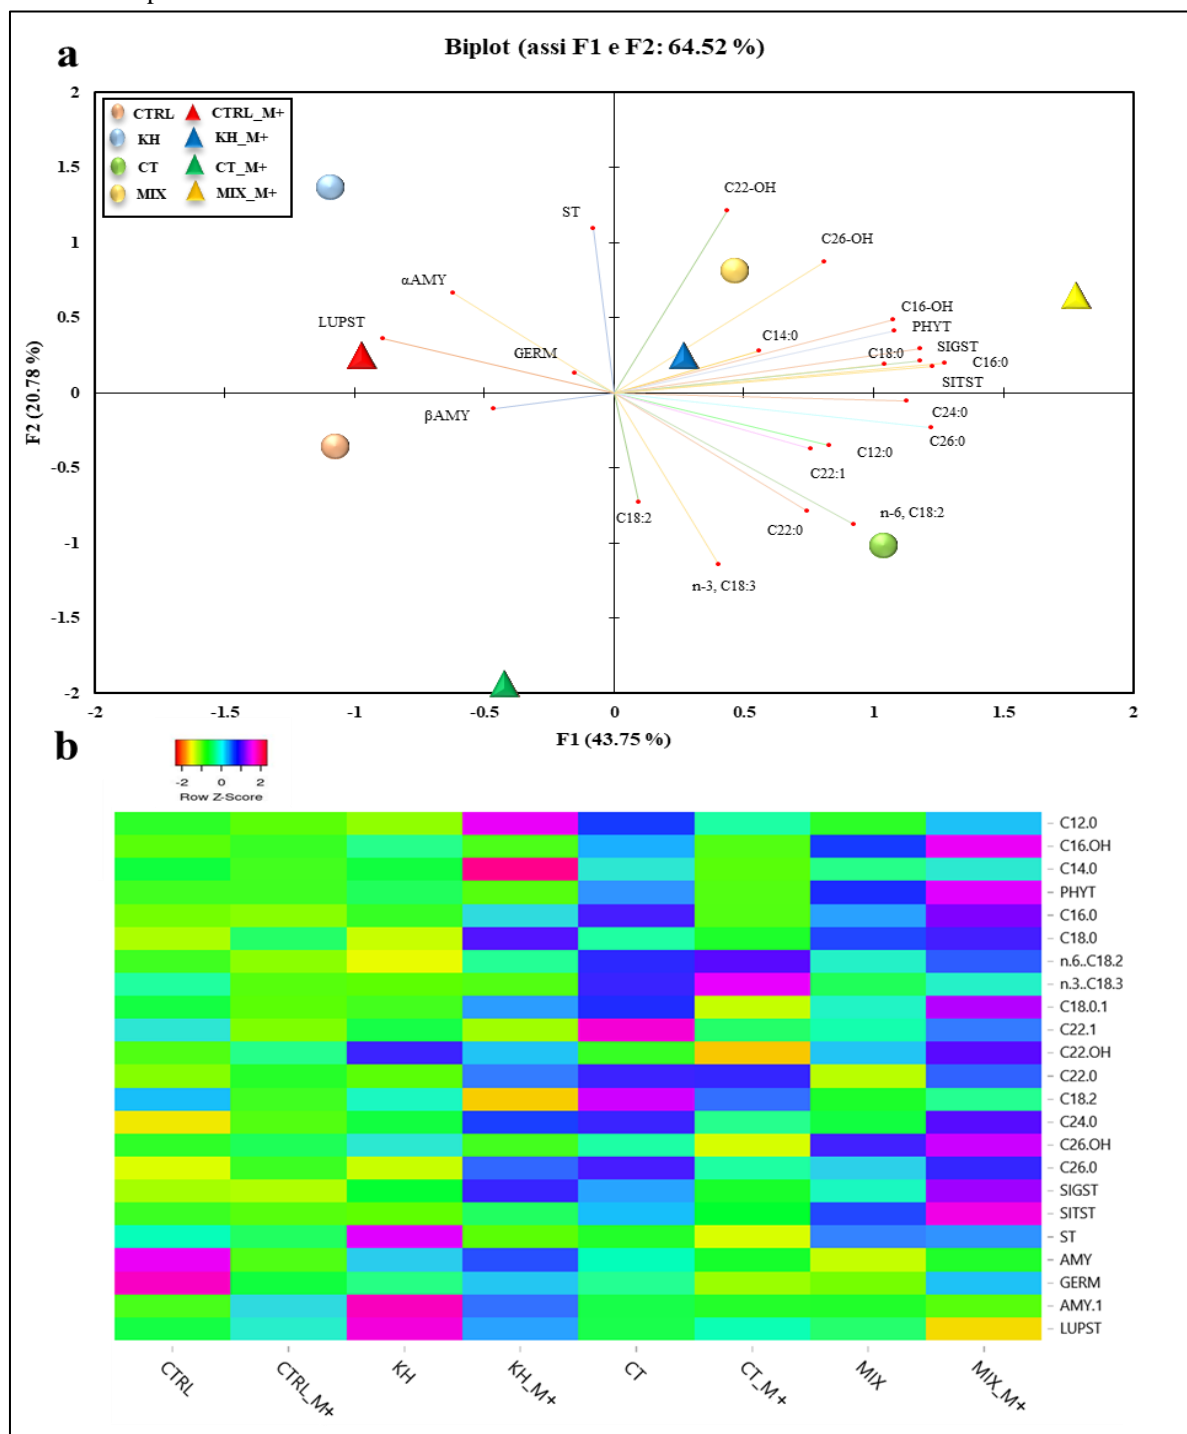 a
Biplot (assi F1 e F2: 64.52 %)
CTRL CTRL_M+
KH KH_M+
CT CT_M+
MIX MIX_M+
2
1.5
1
0.5
0
-0.5
-1
-1.5
-2
F2 (20.78 %)
C22-OH
ST
C26-OH
αAMY
C16-OH
LUPST
PHYT
C14:0
SIGST
GERM
C18:0
C16:0
SITST
βAMY
C24:0
C26:0
C12:0
C22:1
C18:2
C22:0
n-6, C18:2
n-3, C18:3
-2 -1.5 -1 -0.5 0 0.5 1 1.5 2
F1 (43.75 %)
b
-2 0 2
Row Z-Score
C12.0
C16.OH
C14.0
PHYT
C16.0
C18.0
n.6..C18.2
n.3..C18.3
C18.0.1
C22.1
C22.OH
C22.0
C18.2
C24.0
C26.OH
C26.0
SIGST
SITST
ST
AMY
GERM
AMY.1
LUPST
CTRL CTRL_M+ KH KH_M+ CT CT_M+ MIX MIX_M+